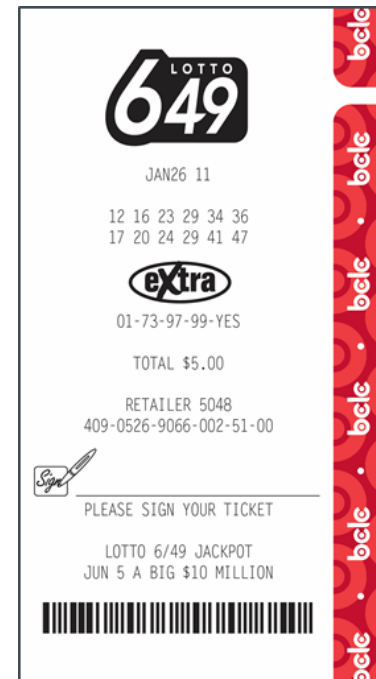 LOTTO
649
JAN26 11
12 16 23 29 34 36
17 20 24 29 41 47
extra
01-73-97-99-YES
TOTAL $5.00
RETAILER 5048
409-0526-9066-002-51-00
Sign
PLEASE SIGN YOUR TICKET
LOTTO 6/49 JACKPOT
JUN 5 A BIG $10 MILLION
bclc
bclc
bclc
bclc
bclc
bclc